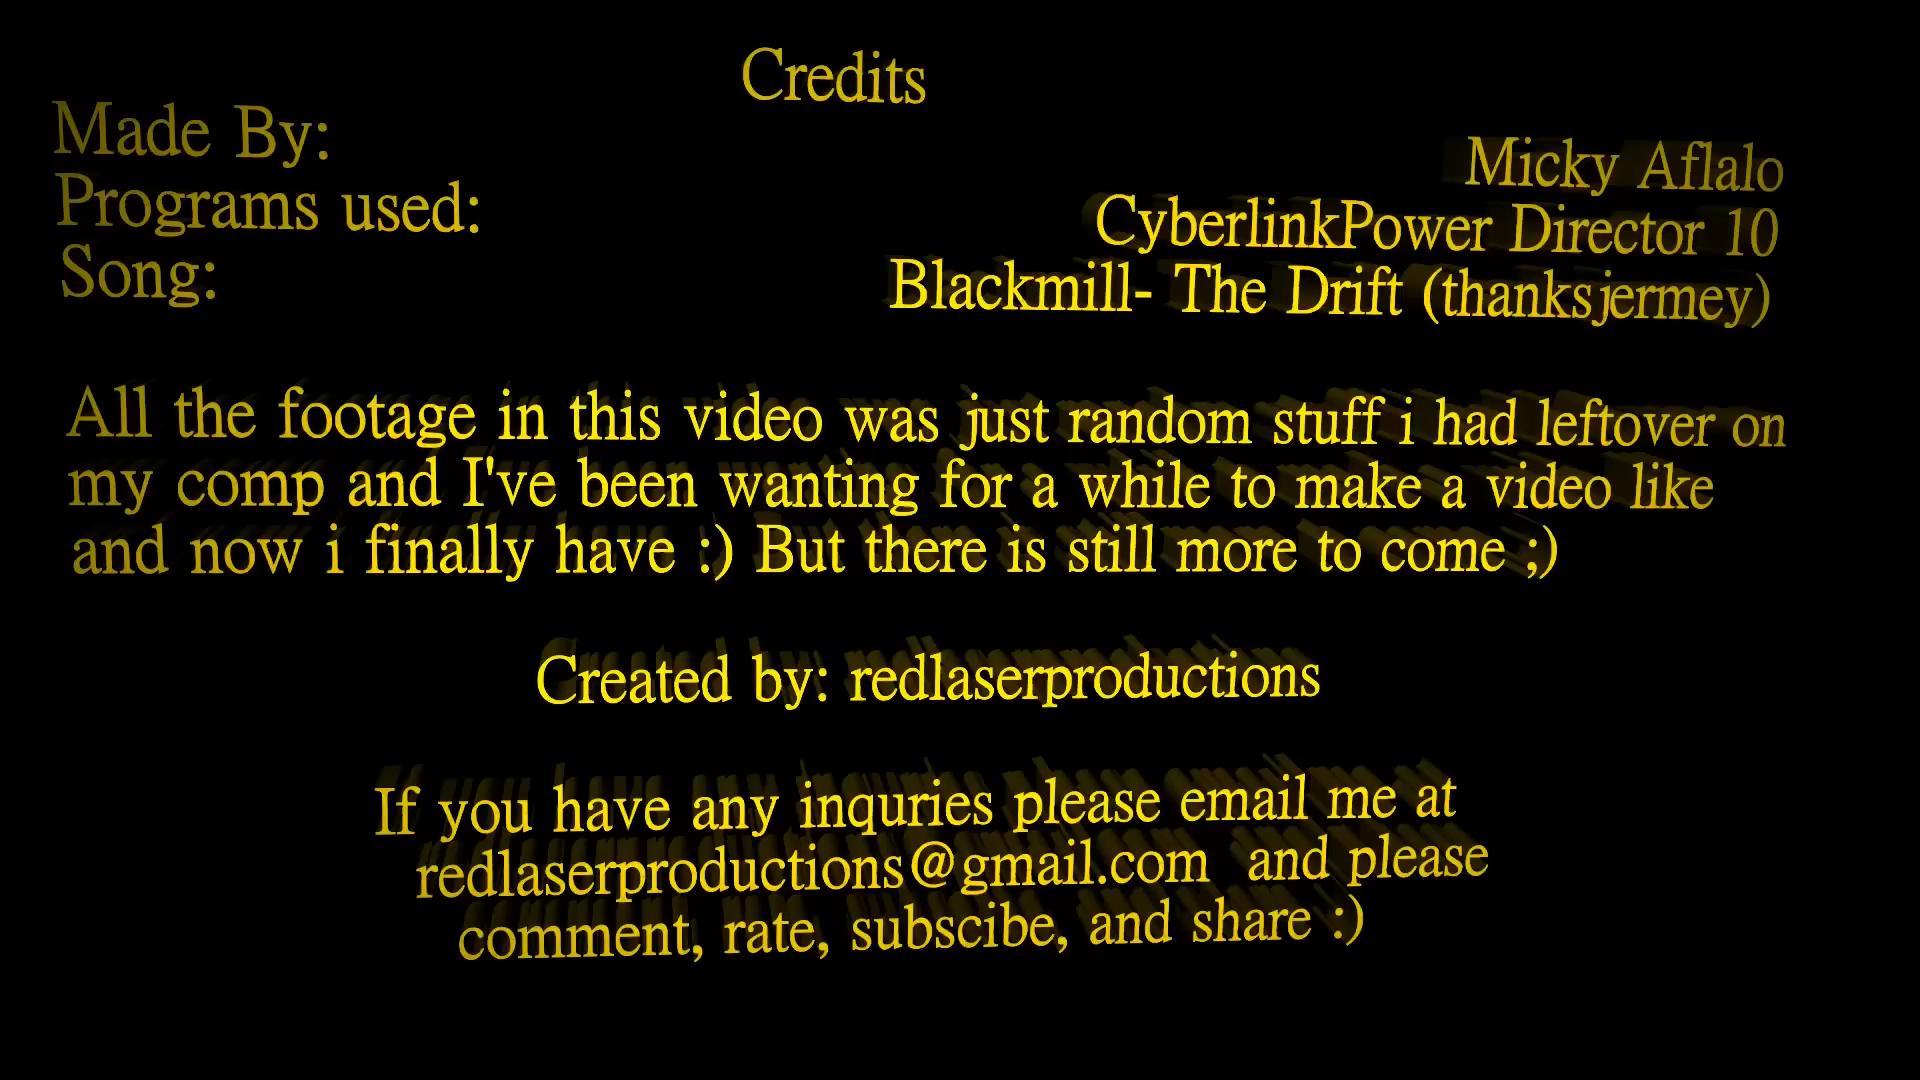 Credits
Made By:
Micky Aflalo
Programs used:
CyberlinkPower Director 10
Song:
Blackmill- The Drift (thanksjermey)
All the footage in this video was just random stuff i had leftover on
my comp and I've been wanting for a while to make a video like
and now i finally have :) But there is still more to come ;)
Created by: redlaserproductions
If you have any inquries please email me at
redlaserproductions@gmail.com and please
comment, rate, subscibe, and share :)